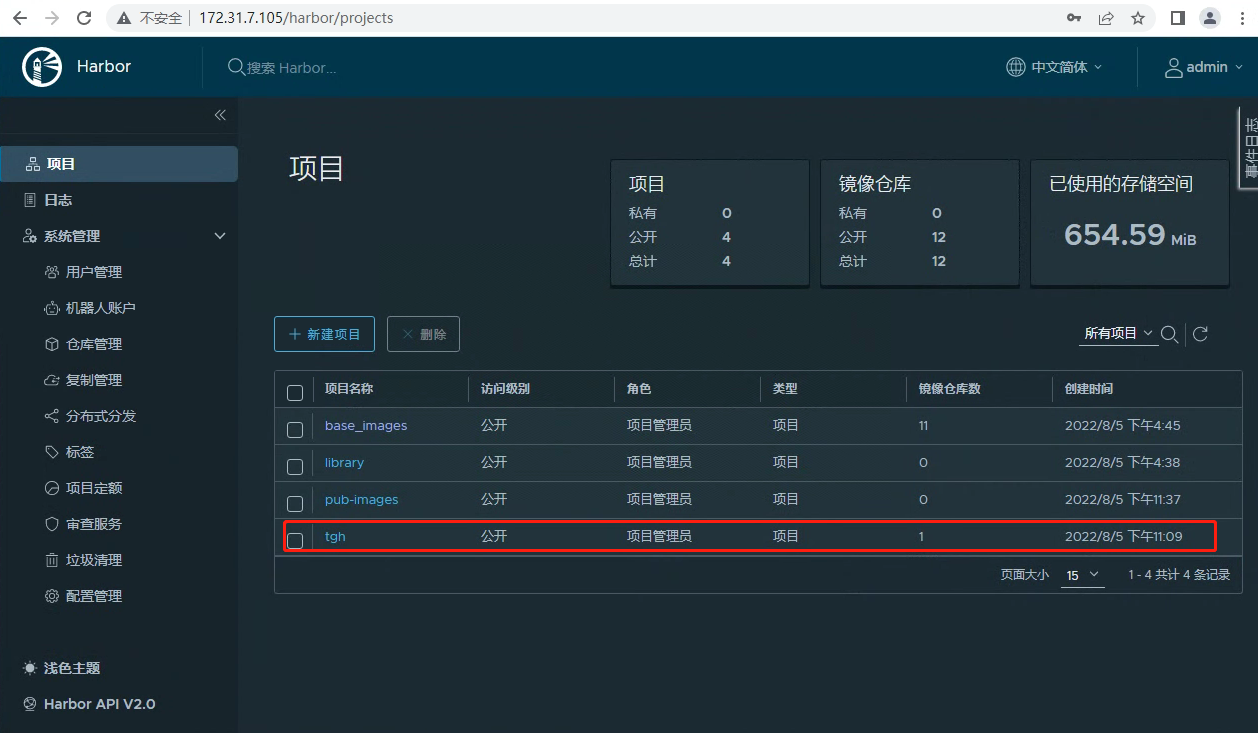 不安全 172.31.7.105/harbor/projects
Harbor 搜索 Harbor... 中文简体 admin
事件日志
项目
日志
系统管理
用户管理
机器人账户
仓库管理
复制管理
分布式分发
标签
项目定额
审查服务
垃圾清理
配置管理
浅色主题
Harbor API V2.0
项目
项目
私有 0
公开 4
总计 4
镜像仓库
私有 0
公开 12
总计 12
已使用的存储空间
654.59 MiB
新建项目 删除
所有项目
项目名称 访问级别 角色 类型 镜像仓库数 创建时间
base_images 公开 项目管理员 项目 11 2022/8/5 下午4:45
library 公开 项目管理员 项目 0 2022/8/5 下午4:38
pub-images 公开 项目管理员 项目 0 2022/8/5 下午11:37
tgh 公开 项目管理员 项目 1 2022/8/5 下午11:09
页面大小 15 1 - 4 共计 4 条记录